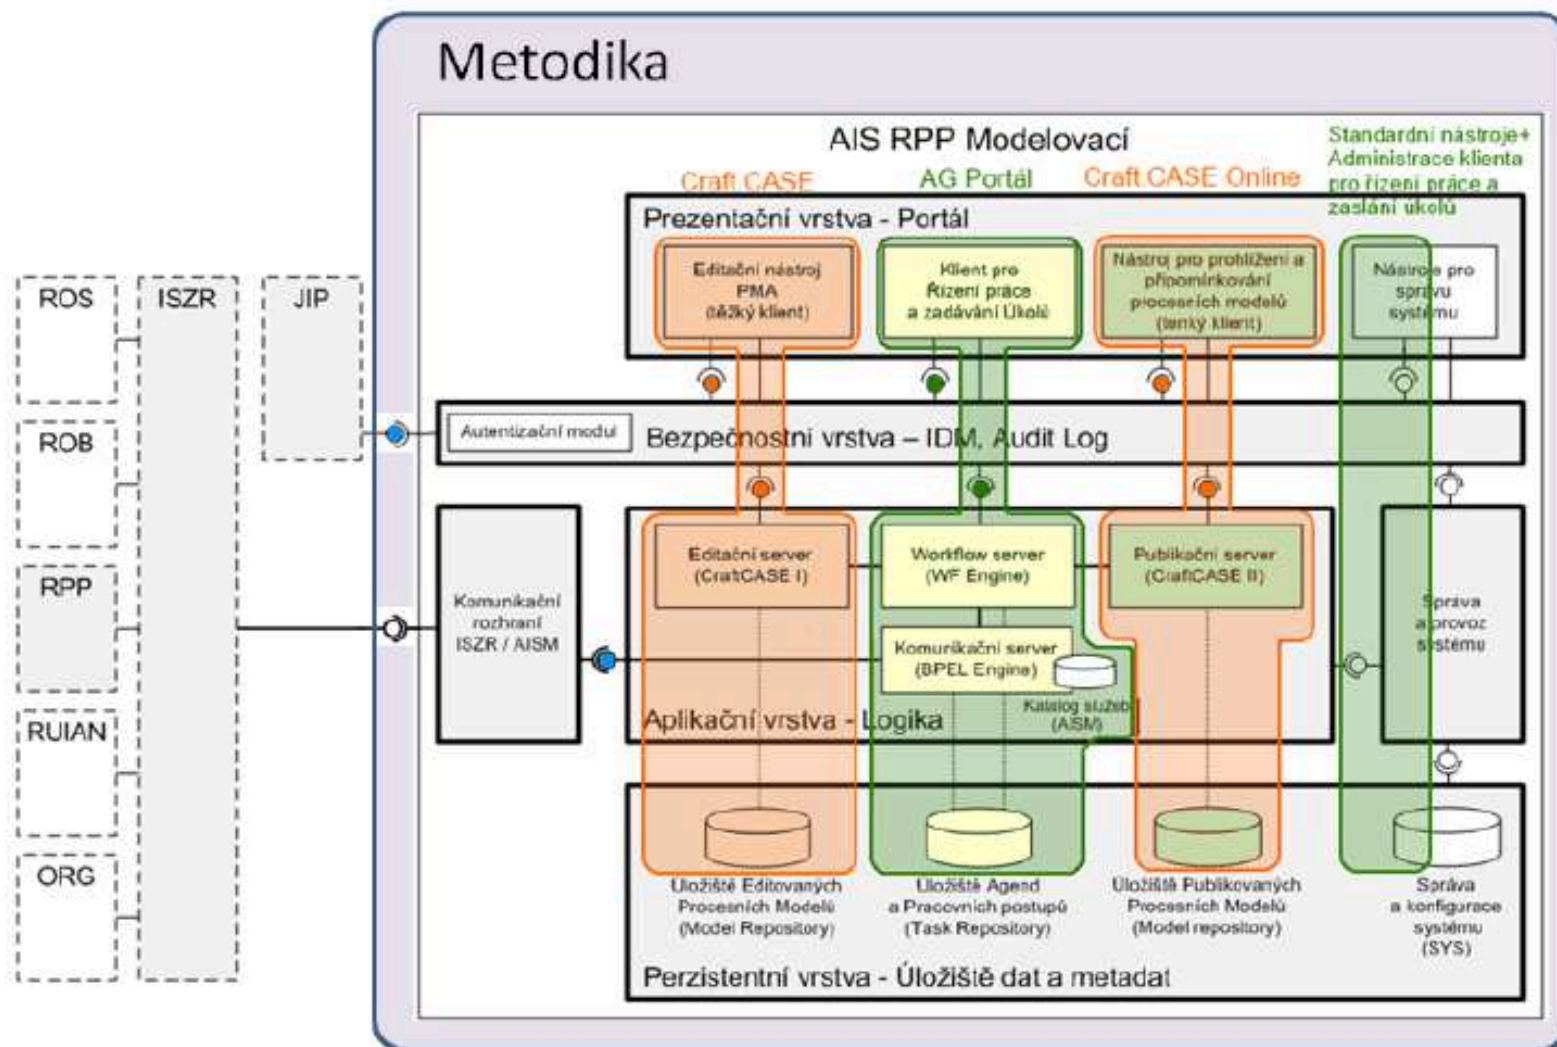 Metodika
AIS RPP Modelovací
Standardní nástroje+
Administrace klienta
pro řízení práce a
zaslání úkolů
Craft.CASE
AG Portál
Craft.CASE Online
Prezentační vrstva - Portál
Editační nástroj
PMA
(těžký klient)
Klient pro
Řízení práce
a zadávání Úkolů
Nástroj pro prohlížení a
připomínkování
procesních modelů
(tenký klient)
Nástroje pro
správu
systému
ROS
ISZR
JIP
ROB
RPP
RUIAN
ORG
Autentizační modul
Bezpečnostní vrstva – IDM, Audit Log
Komunikační
rozhraní
ISZR / AISM
Editační server
(CraftCASE I)
Workflow server
(WF Engine)
Publikační server
(CraftCASE II)
Komunikační server
(BPEL Engine)
Katalog služeb
(AISM)
Aplikační vrstva - Logika
Správa
a provoz
systému
Úložiště Editovaných
Procesních Modelů
(Model Repository)
Úložiště Agend
a Pracovních postupů
(Task Repository)
Úložiště Publikovaných
Procesních Modelů
(Model repository)
Správa
a konfigurace
systému
(SYS)
Perzistentní vrstva - Úložiště dat a metadat